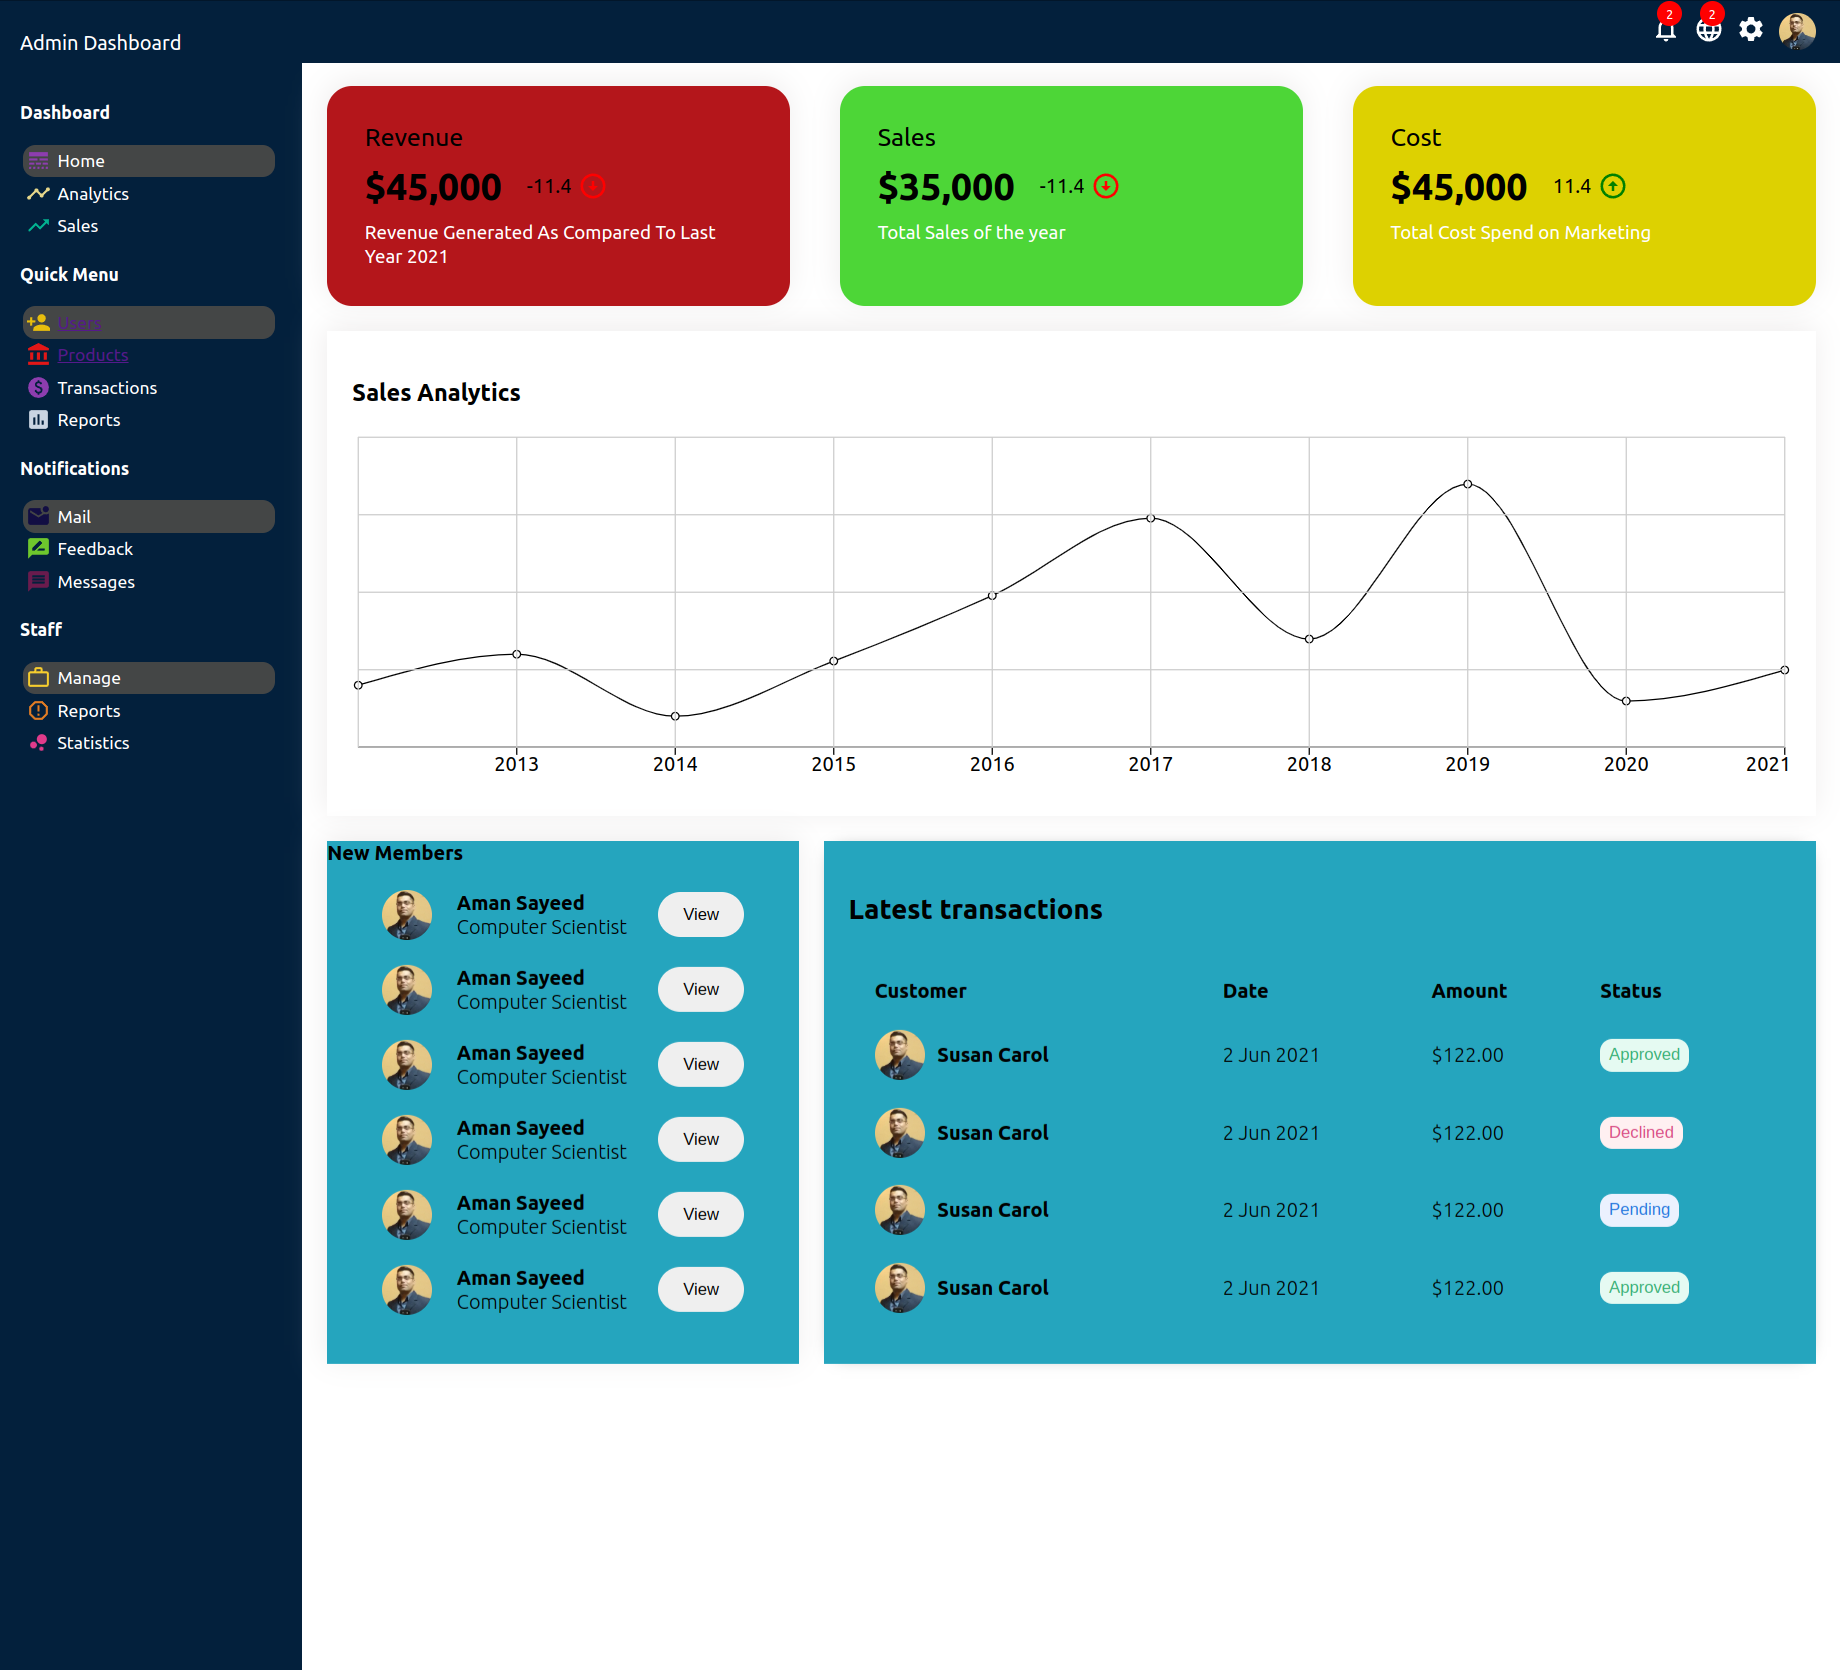 Admin Dashboard
2
2
Dashboard
Home
Analytics
Sales
Quick Menu
Users
Products
Transactions
Reports
Notifications
Mail
Feedback
Messages
Staff
Manage
Reports
Statistics
Revenue
$45,000 -11.4
Revenue Generated As Compared To Last
Year 2021
Sales
$35,000 -11.4
Total Sales of the year
Cost
$45,000 11.4
Total Cost Spend on Marketing
Sales Analytics
2013 2014 2015 2016 2017 2018 2019 2020 2021
New Members
Aman Sayeed
Computer Scientist
View
Aman Sayeed
Computer Scientist
View
Aman Sayeed
Computer Scientist
View
Aman Sayeed
Computer Scientist
View
Aman Sayeed
Computer Scientist
View
Aman Sayeed
Computer Scientist
View
Latest transactions
Customer Date Amount Status
Susan Carol 2 Jun 2021 $122.00 Approved
Susan Carol 2 Jun 2021 $122.00 Declined
Susan Carol 2 Jun 2021 $122.00 Pending
Susan Carol 2 Jun 2021 $122.00 Approved